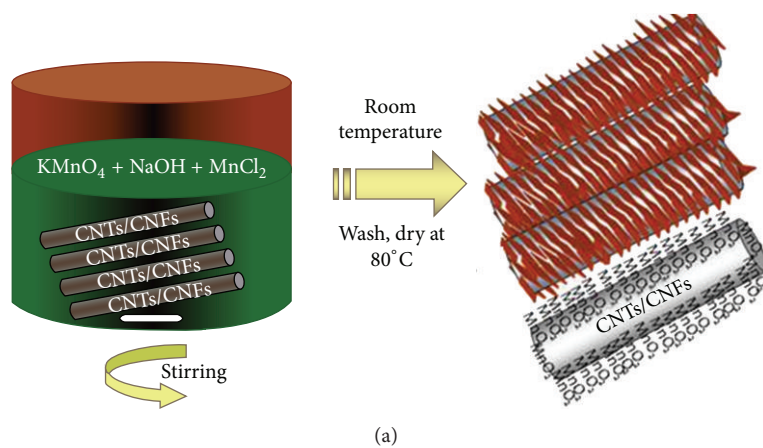 KMnO₄ + NaOH + MnCl₂
CNTs/CNFs
CNTs/CNFs
CNTs/CNFs
CNTs/CNFs
Stirring
Room
temperature
Wash, dry at
80°C
CNTs/CNFs
(a)